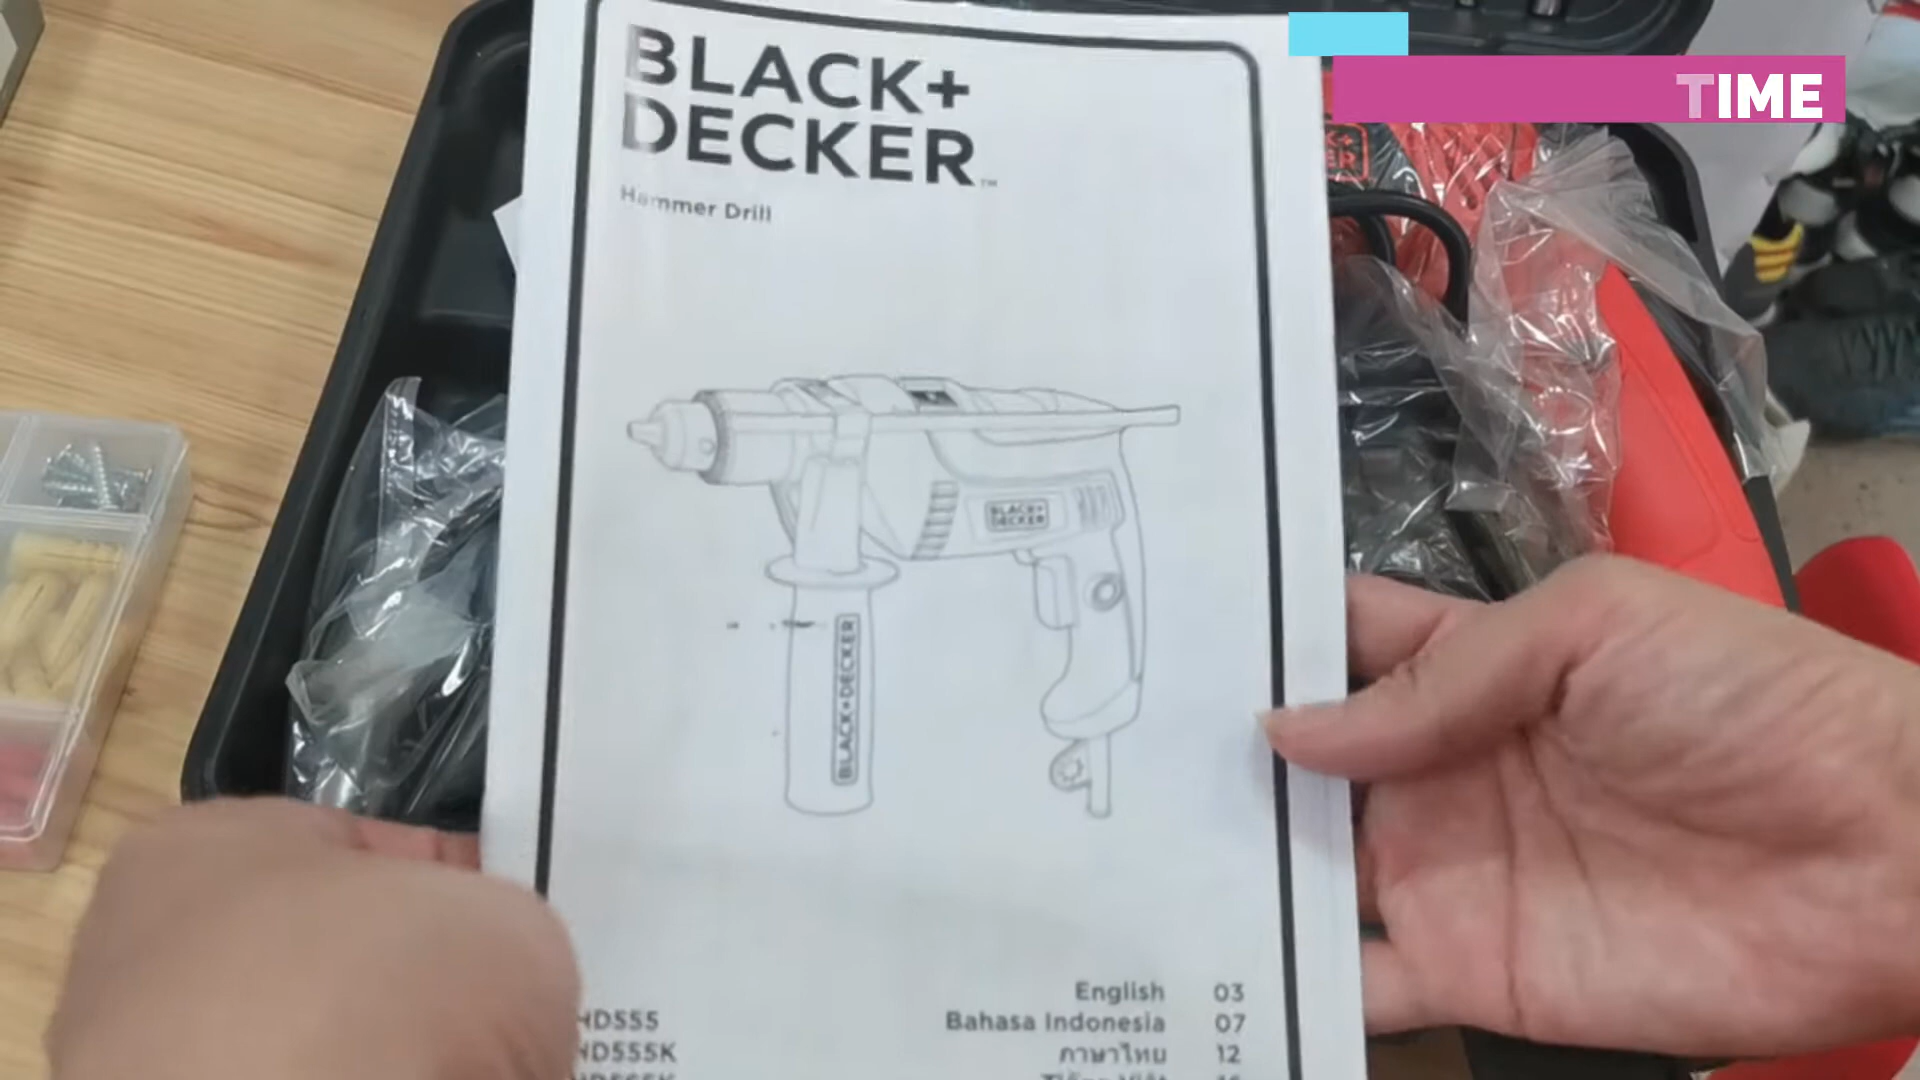 BLACK+
DECKER™
TIME
Hammer Drill
BLACK+
DECKER
BLACK+DECKER
English 03
Bahasa Indonesia 07
HD555
ภาษาไทย 12
HD555K